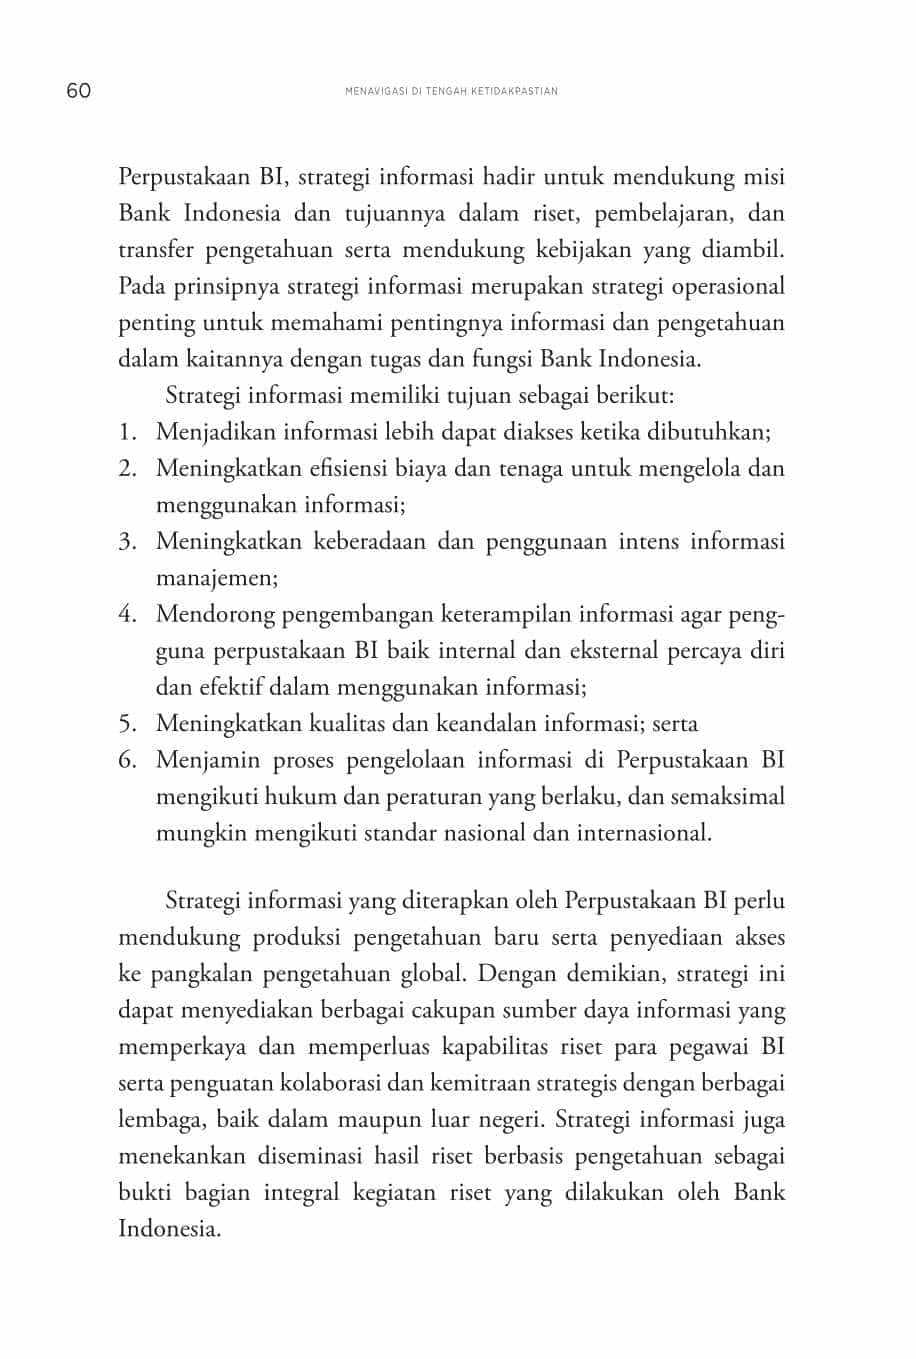 60
MENAVIGASI DI TENGAH KETIDAKPASTIAN
Perpustakaan BI, strategi informasi hadir untuk mendukung misi
Bank Indonesia dan tujuannya dalam riset, pembelajaran, dan
transfer pengetahuan serta mendukung kebijakan yang diambil.
Pada prinsipnya strategi informasi merupakan strategi operasional
penting untuk memahami pentingnya informasi dan pengetahuan
dalam kaitannya dengan tugas dan fungsi Bank Indonesia.
Strategi informasi memiliki tujuan sebagai berikut:
1. Menjadikan informasi lebih dapat diakses ketika dibutuhkan;
2. Meningkatkan efisiensi biaya dan tenaga untuk mengelola dan
menggunakan informasi;
3. Meningkatkan keberadaan dan penggunaan intens informasi
manajemen;
4. Mendorong pengembangan keterampilan informasi agar peng-
guna perpustakaan BI baik internal dan eksternal percaya diri
dan efektif dalam menggunakan informasi;
5. Meningkatkan kualitas dan keandalan informasi; serta
6. Menjamin proses pengelolaan informasi di Perpustakaan BI
mengikuti hukum dan peraturan yang berlaku, dan semaksimal
mungkin mengikuti standar nasional dan internasional.
Strategi informasi yang diterapkan oleh Perpustakaan BI perlu
mendukung produksi pengetahuan baru serta penyediaan akses
ke pangkalan pengetahuan global. Dengan demikian, strategi ini
dapat menyediakan berbagai cakupan sumber daya informasi yang
memperkaya dan memperluas kapabilitas riset para pegawai BI
serta penguatan kolaborasi dan kemitraan strategis dengan berbagai
lembaga, baik dalam maupun luar negeri. Strategi informasi juga
menekankan diseminasi hasil riset berbasis pengetahuan sebagai
bukti bagian integral kegiatan riset yang dilakukan oleh Bank
Indonesia.